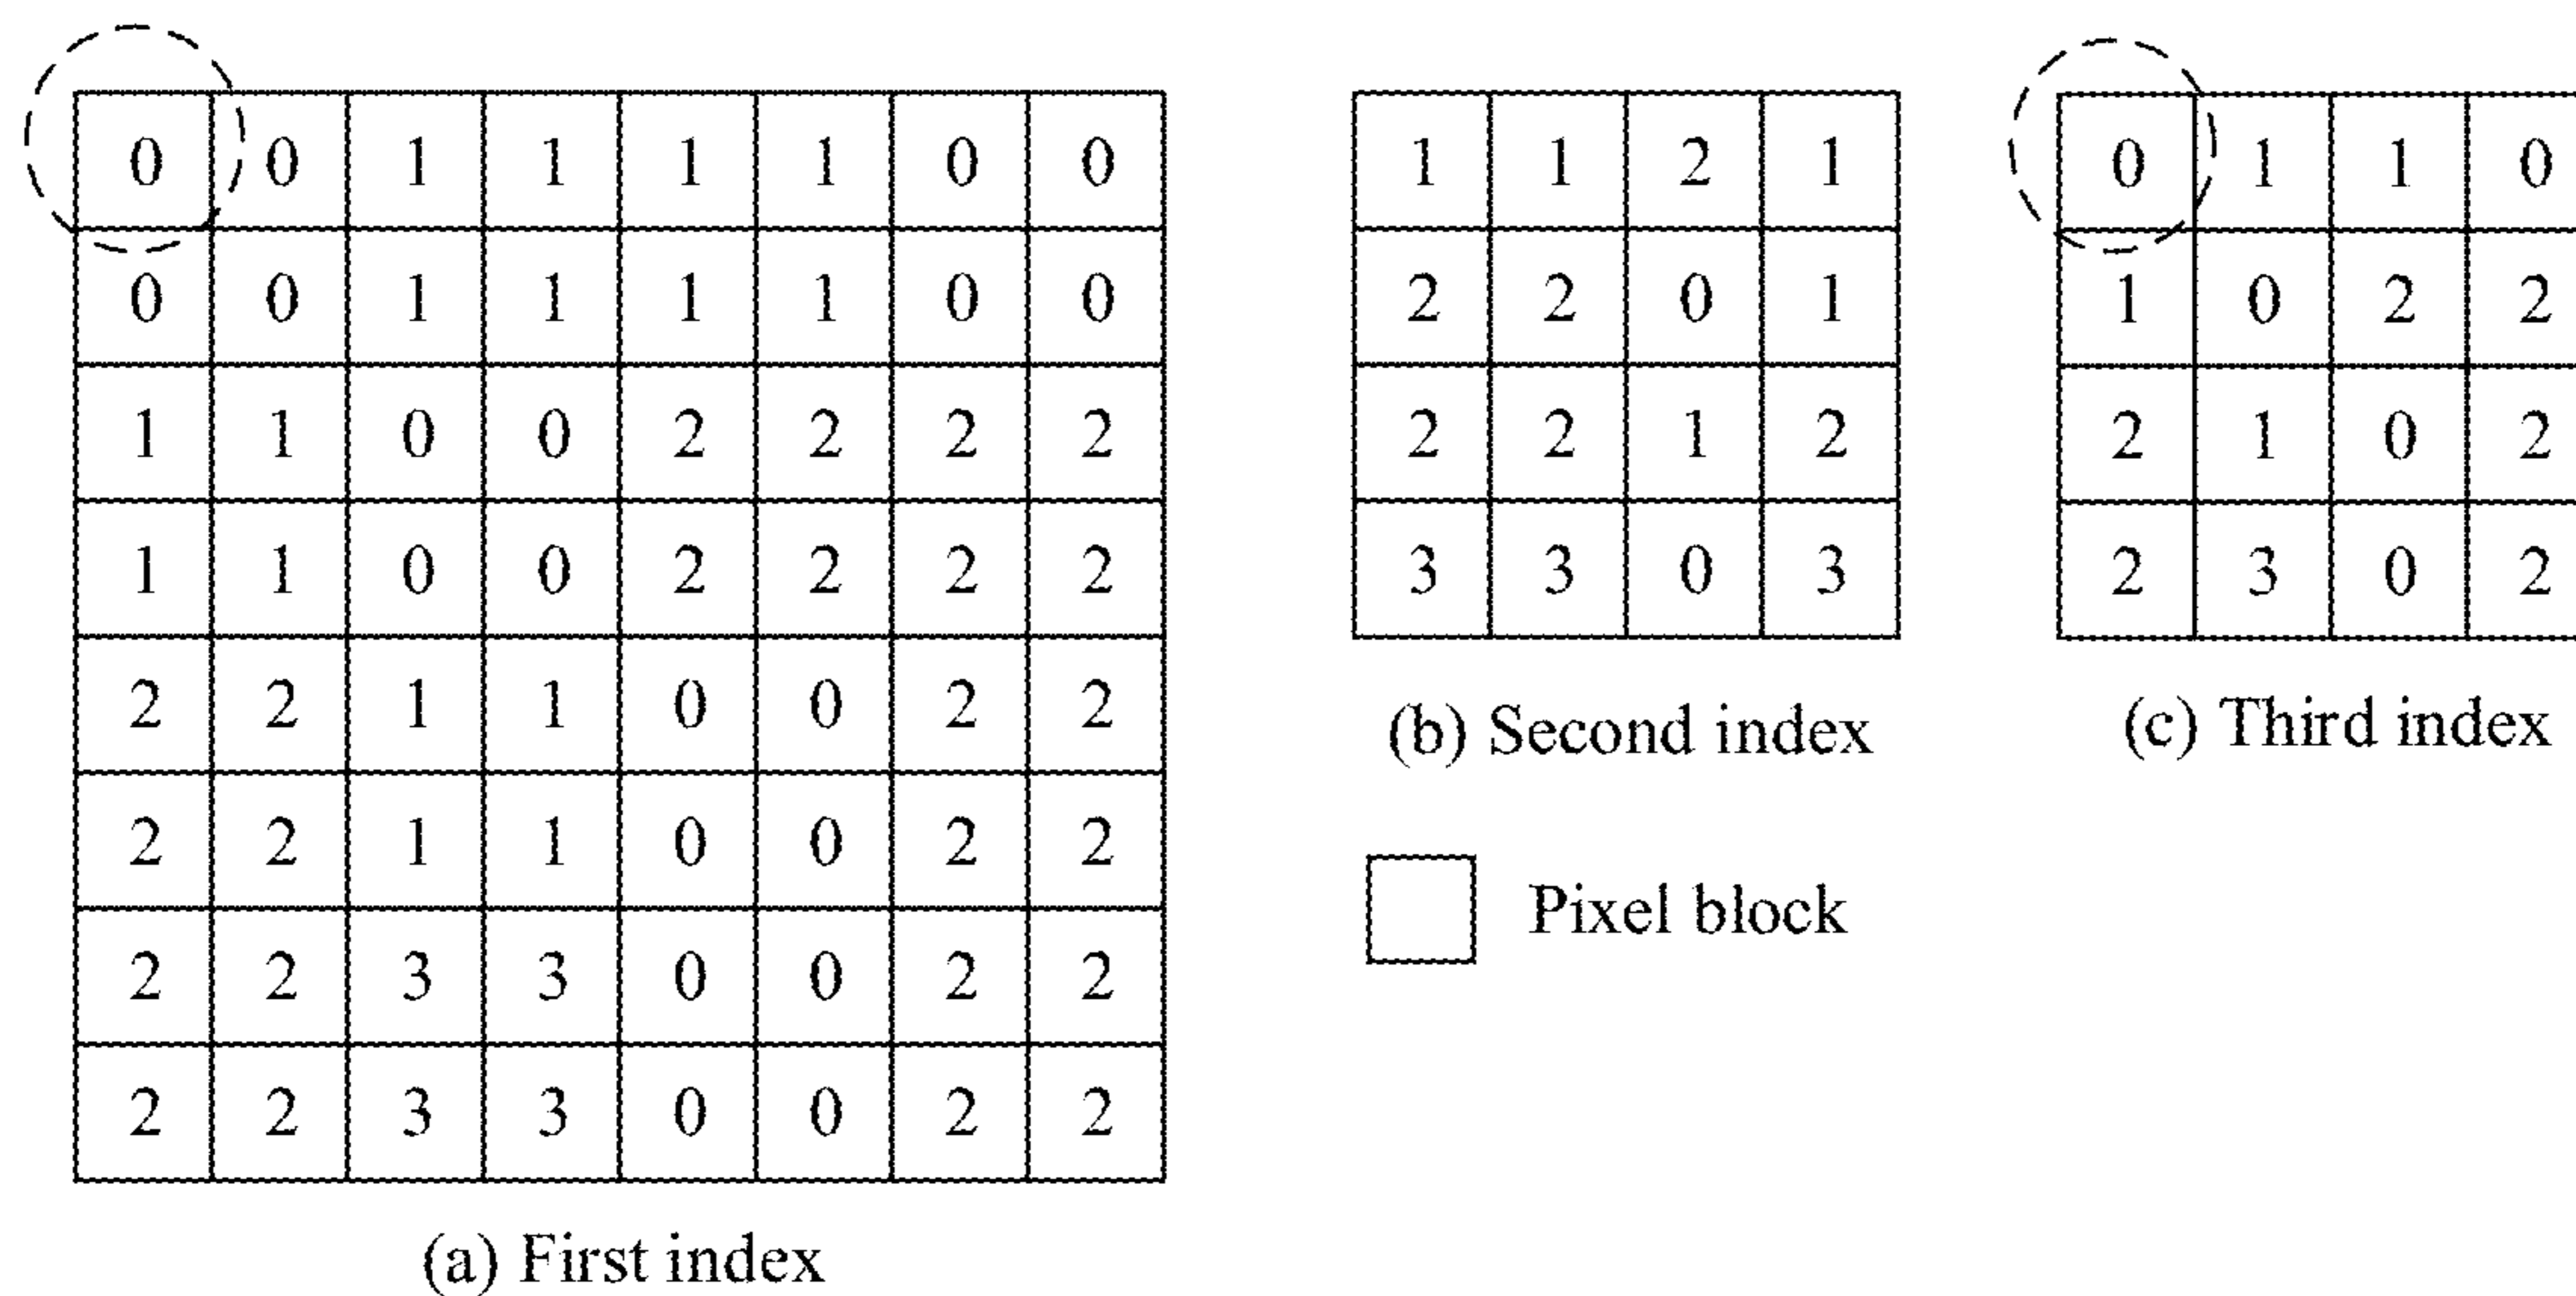 0 0 1 1 1 1 0 0
0 0 1 1 1 1 0 0
1 1 0 0 2 2 2 2
1 1 0 0 2 2 2 2
2 2 1 1 0 0 2 2
2 2 1 1 0 0 2 2
2 2 3 3 0 0 2 2
2 2 3 3 0 0 2 2
(a) First index
1 1 2 1
2 2 0 1
2 2 1 2
3 3 0 3
(b) Second index
Pixel block
0 1 1 0
1 0 2 2
2 1 0 2
2 3 0 2
(c) Third index